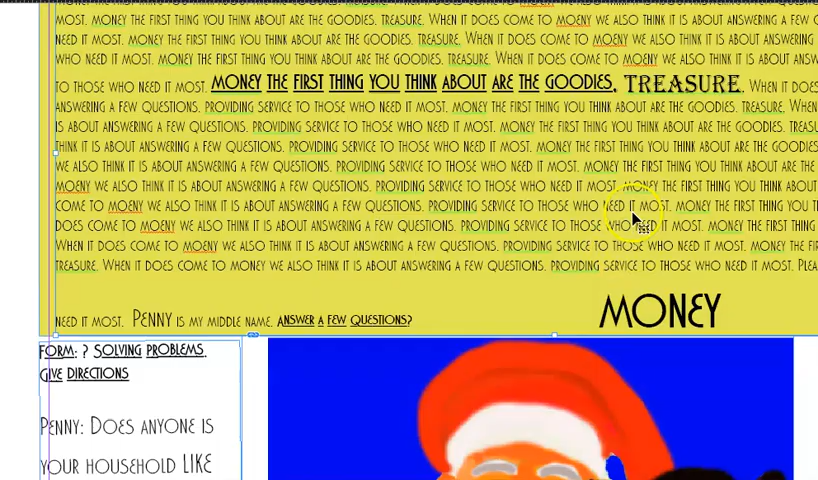 MOST. MONEY THE FIRST THING YOU THINK ABOUT ARE THE GOODIES. TREASURE. WHEN IT DOES COME TO MOENY WE ALSO THINK IT IS ABOUT ANSWERING A FEW
NEED IT MOST. MONEY THE FIRST THING YOU THINK ABOUT ARE THE GOODIES. TREASURE. WHEN IT DOES COME TO MOENY WE ALSO THINK IT IS ABOUT ANSWERING
WHO NEED IT MOST. MONEY THE FIRST THING YOU THINK ABOUT ARE THE GOODIES. TREASURE. WHEN IT DOES COME TO MOENY WE ALSO THINK IT IS ABOUT
TO THOSE WHO NEED IT MOST. MONEY THE FIRST THING YOU THINK ABOUT ARE THE GOODIES. TREASURE. WHEN IT DOES
ANSWERING A FEW QUESTIONS. PROVIDING SERVICE TO THOSE WHO NEED IT MOST. MONEY THE FIRST THING YOU THINK ABOUT ARE THE GOODIES. TREASURE. WHEN
IS ABOUT ANSWERING A FEW QUESTIONS. PROVIDING SERVICE TO THOSE WHO NEED IT MOST. MONEY THE FIRST THING YOU THINK ABOUT ARE THE GOODIES.
THINK IT IS ABOUT ANSWERING A FEW QUESTIONS. PROVIDING SERVICE TO THOSE WHO NEED IT MOST. MONEY THE FIRST THING YOU THINK ABOUT ARE THE GOODIES
WE ALSO THINK IT IS ABOUT ANSWERING A FEW QUESTIONS. PROVIDING SERVICE TO THOSE WHO NEED IT MOST. MONEY THE FIRST THING YOU THINK ABOUT ARE THE
MOENY WE ALSO THINK IT IS ABOUT ANSWERING A FEW QUESTIONS. PROVIDING SERVICE TO THOSE WHO NEED IT MOST. MONEY THE FIRST THING YOU THINK ABOUT
COME TO MOENY WE ALSO THINK IT IS ABOUT ANSWERING A FEW QUESTIONS. PROVIDING SERVICE TO THOSE WHO NEED IT MOST. MONEY THE FIRST THING YOU
DOES COME TO MOENY WE ALSO THINK IT IS ABOUT ANSWERING A FEW QUESTIONS. PROVIDING SERVICE TO THOSE WHO NEED IT MOST. MONEY THE FIRST THING
WHEN IT DOES COME TO MOENY WE ALSO THINK IT IS ABOUT ANSWERING A FEW QUESTIONS. PROVIDING SERVICE TO THOSE WHO NEED IT MOST. MONEY THE
TREASURE. WHEN IT DOES COME TO MONEY WE ALSO THINK IT IS ABOUT ANSWERING A FEW QUESTIONS. PROVIDING SERVICE TO THOSE WHO NEED IT MOST.
NEED IT MOST. PENNY IS MY MIDDLE NAME. ANSWER A FEW QUESTIONS? MONEY
FORM: ? SOLVING PROBLEMS.
GIVE DIRECTIONS
PENNY: DOES ANYONE IS
YOUR HOUSEHOLD LIKE